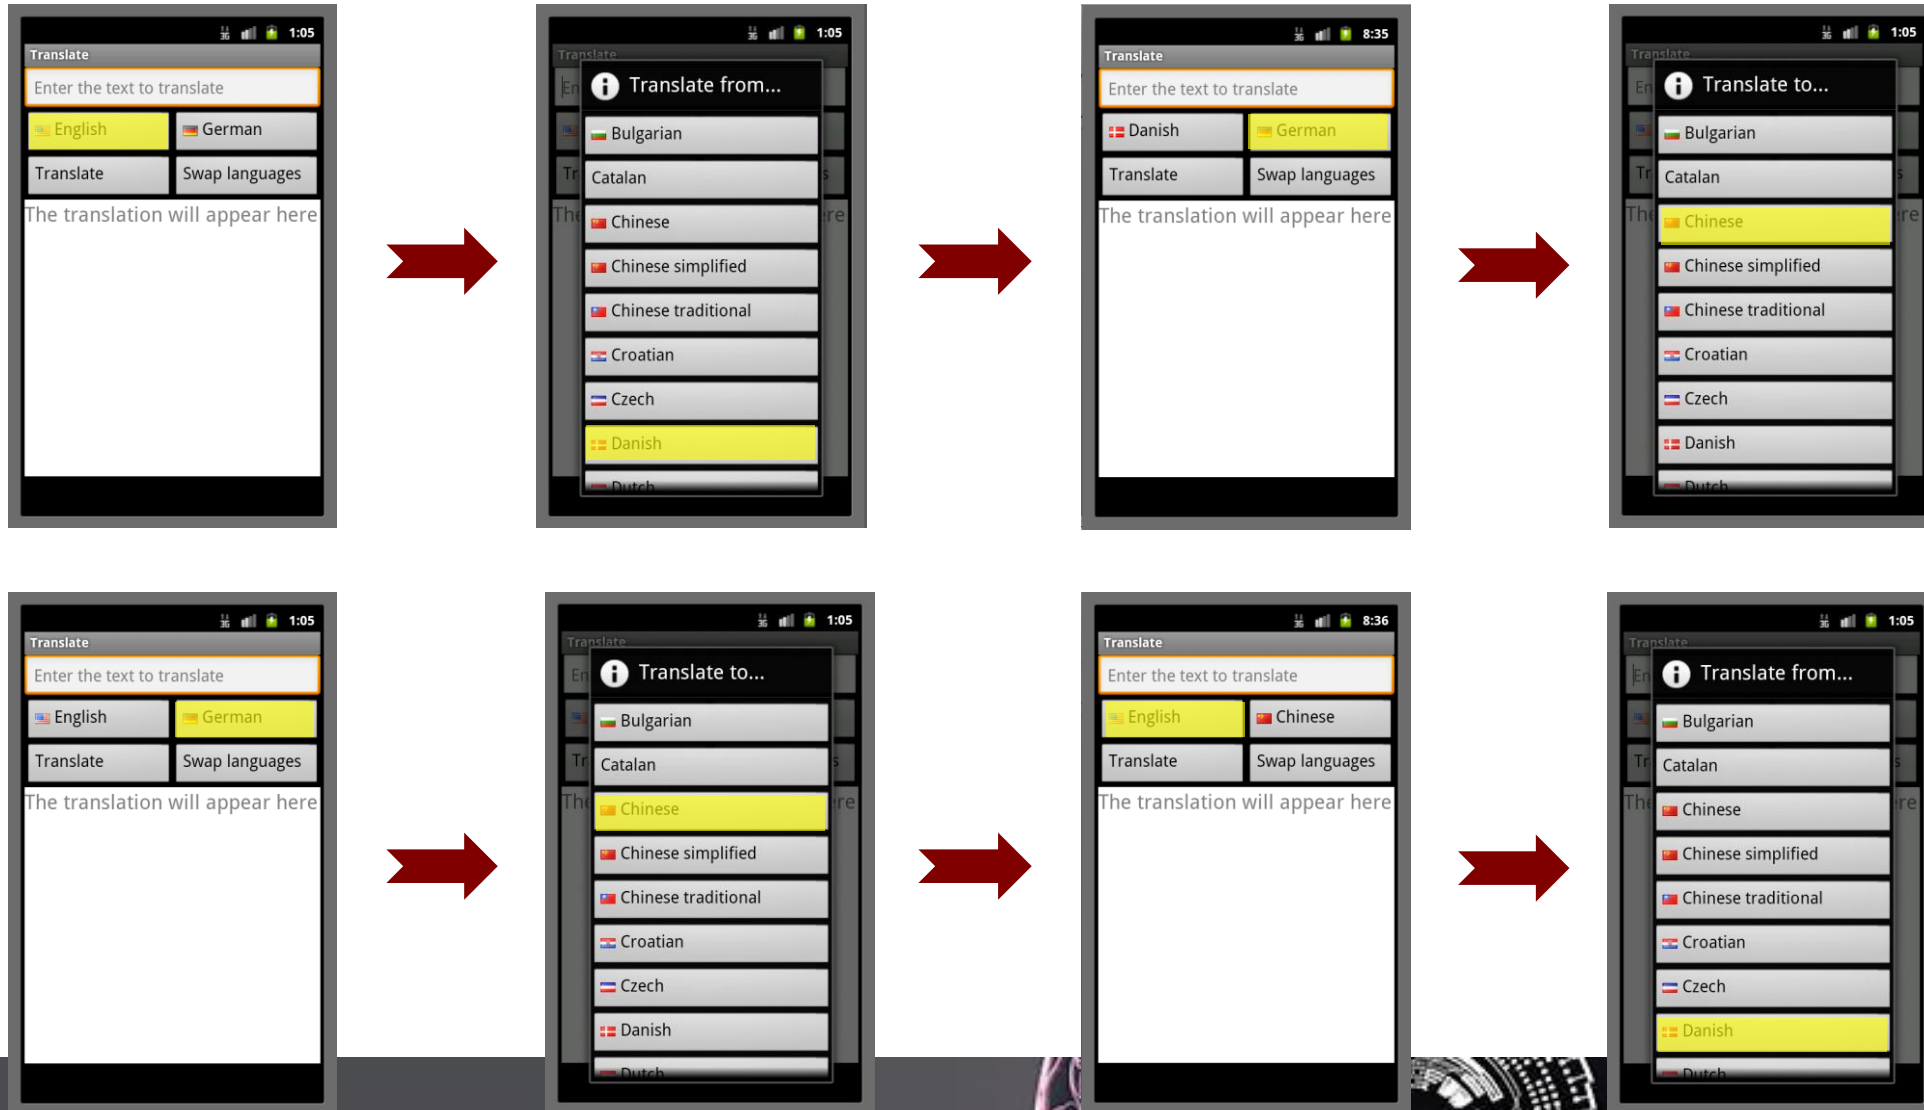 1:05
Translate
Enter the text to translate
English
German
Translate
Swap languages
The translation will appear here
1:05
Translate
Translate from...
Bulgarian
Catalan
Chinese
Chinese simplified
Chinese traditional
Croatian
Czech
Danish
Dutch
8:35
Translate
Enter the text to translate
Danish
German
Translate
Swap languages
The translation will appear here
1:05
Translate
Translate to...
Bulgarian
Catalan
Chinese
Chinese simplified
Chinese traditional
Croatian
Czech
Danish
Dutch
1:05
Translate
Enter the text to translate
English
German
Translate
Swap languages
The translation will appear here
1:05
Translate
Translate to...
Bulgarian
Catalan
Chinese
Chinese simplified
Chinese traditional
Croatian
Czech
Danish
Dutch
8:36
Translate
Enter the text to translate
English
Chinese
Translate
Swap languages
The translation will appear here
1:05
Translate
Translate from...
Bulgarian
Catalan
Chinese
Chinese simplified
Chinese traditional
Croatian
Czech
Danish
Dutch